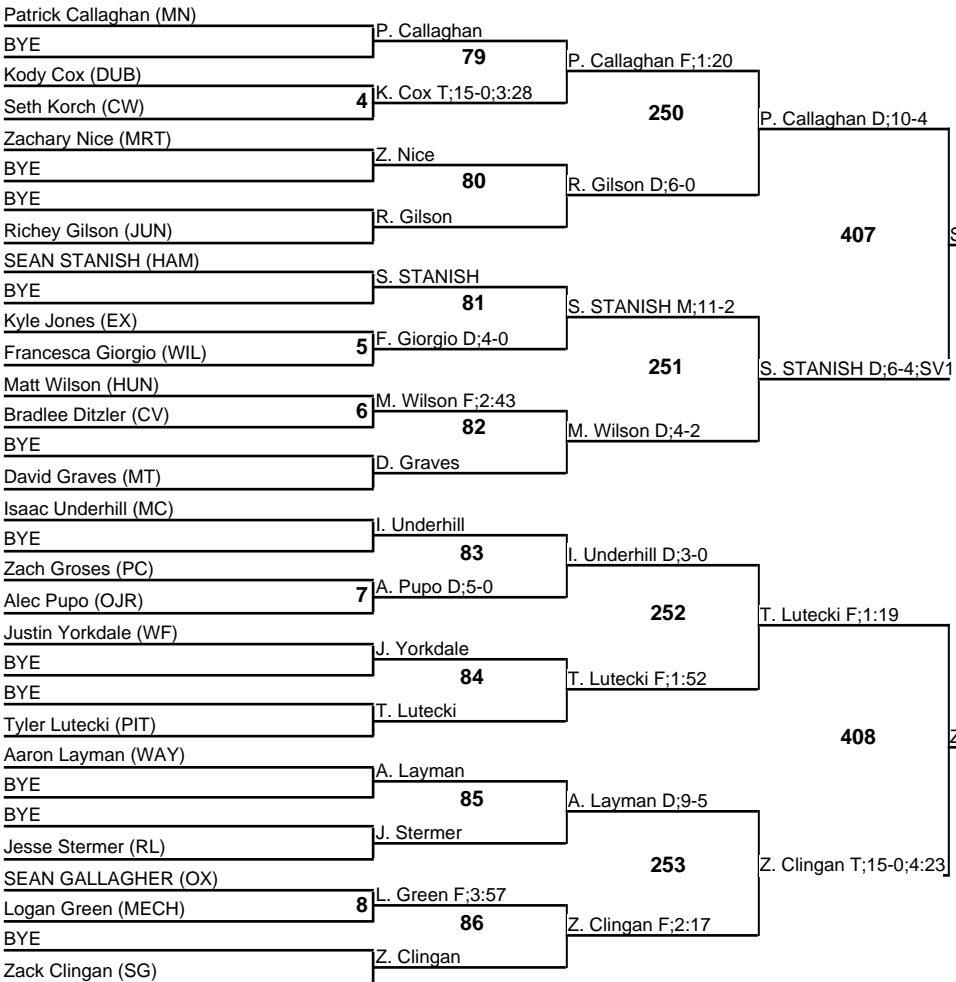 Patrick Callaghan (MN)
BYE
Kody Cox (DUB)
Seth Korch (CW)
Zachary Nice (MRT)
BYE
BYE
Richey Gilson (JUN)
SEAN STANISH (HAM)
BYE
Kyle Jones (EX)
Francesca Giorgio (WIL)
Matt Wilson (HUN)
Bradlee Ditzler (CV)
BYE
David Graves (MT)
Isaac Underhill (MC)
BYE
Zach Groses (PC)
Alec Pupo (OJR)
Justin Yorkdale (WF)
BYE
BYE
Tyler Lutecki (PIT)
Aaron Layman (WAY)
BYE
BYE
Jesse Stermer (RL)
SEAN GALLAGHER (OX)
Logan Green (MECH)
BYE
Zack Clingan (SG)
P. Callaghan
79
4 K. Cox T;15-0;3:28
Z. Nice
80
R. Gilson
S. STANISH
81
5 F. Giorgio D;4-0
6 M. Wilson F;2:43
82
D. Graves
I. Underhill
83
7 A. Pupo D;5-0
J. Yorkdale
84
T. Lutecki
A. Layman
85
J. Stermer
8 L. Green F;3:57
86
Z. Clingan
P. Callaghan F;1:20
250
R. Gilson D;6-0
S. STANISH M;11-2
251
M. Wilson D;4-2
I. Underhill D;3-0
252
T. Lutecki F;1:52
A. Layman D;9-5
253
Z. Clingan F;2:17
P. Callaghan D;10-4
407
S. STANISH D;6-4;SV1
T. Lutecki F;1:19
408
Z. Clingan T;15-0;4:23